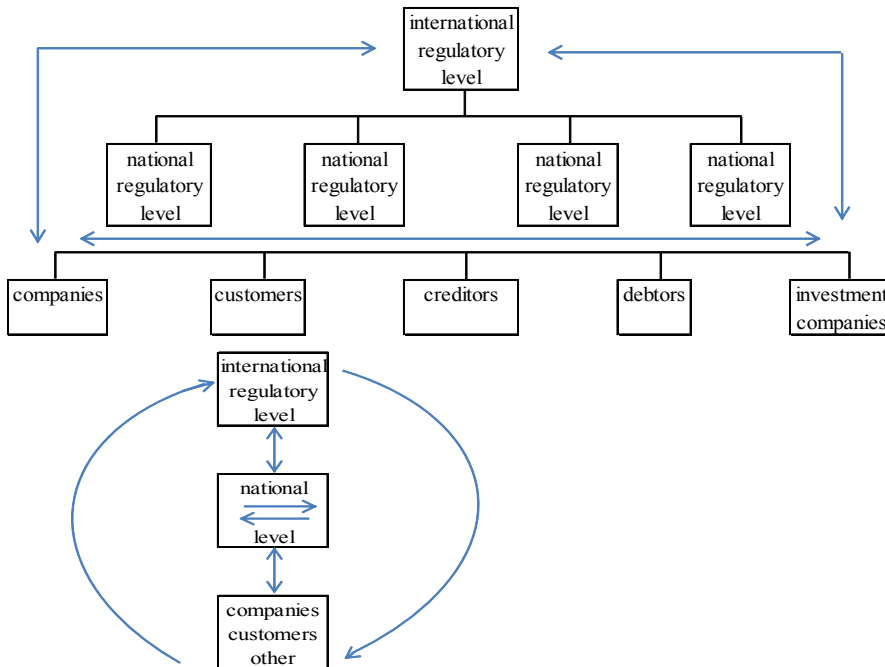 international
regulatory
level
national
regulatory
level
national
regulatory
level
national
regulatory
level
national
regulatory
level
companies
customers
creditors
debtors
investment
companies
international
regulatory
level
national
level
companies
customers
other